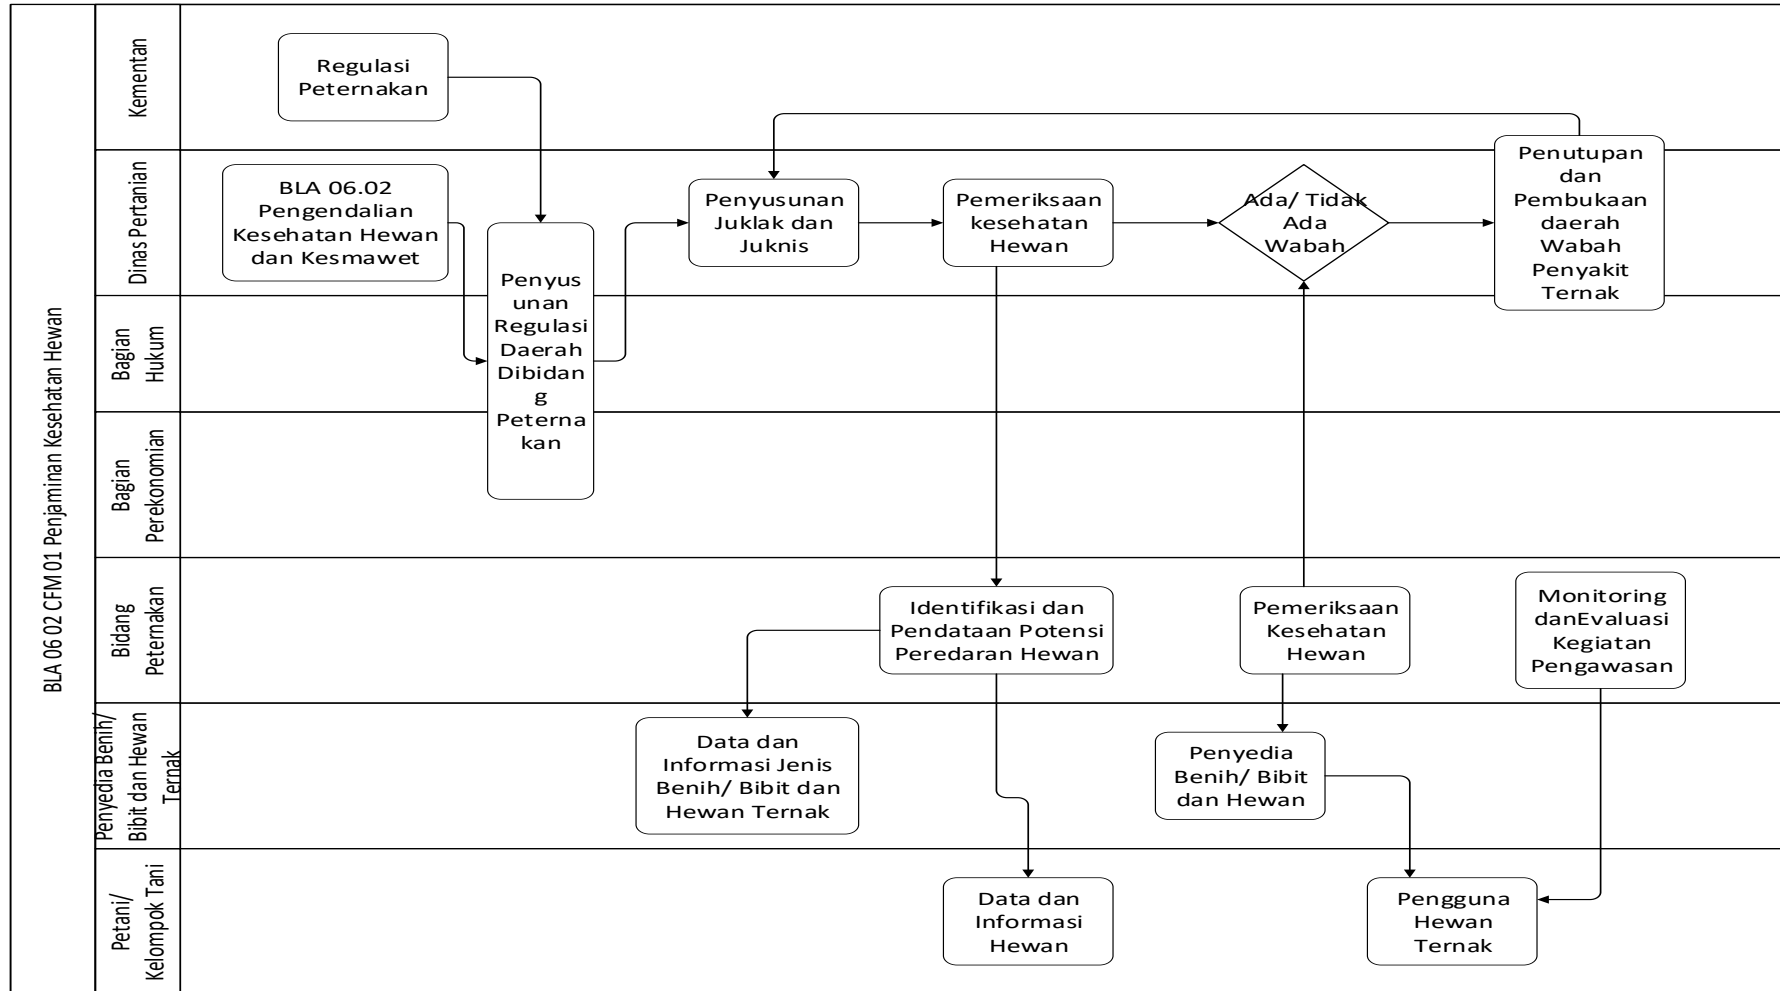 BLA 06 02 CFM 01 Penjaminan Kesehatan Hewan
Kementan
Regulasi
Peternakan
Dinas Pertanian
BLA 06.02
Pengendalian
Kesehatan Hewan
dan Kesmawet
Penyus
unan
Regulasi
Daerah
Dibidan
g
Peterna
kan
Penyusunan
Juklak dan
Juknis
Pemeriksaan
kesehatan
Hewan
Ada/ Tidak
Ada
Wabah
Penutupan
dan
Pembukaan
daerah
Wabah
Penyakit
Ternak
Bagian
Hukum
Bagian
Perekonomian
Bidang
Peternakan
Identifikasi dan
Pendataan Potensi
Peredaran Hewan
Pemeriksaan
Kesehatan
Hewan
Monitoring
danEvaluasi
Kegiatan
Pengawasan
Penyedia Benih/
Bibit dan Hewan
Ternak
Data dan
Informasi Jenis
Benih/ Bibit dan
Hewan Ternak
Penyedia
Benih/ Bibit
dan Hewan
Petani/
Kelompok Tani
Data dan
Informasi
Hewan
Pengguna
Hewan
Ternak